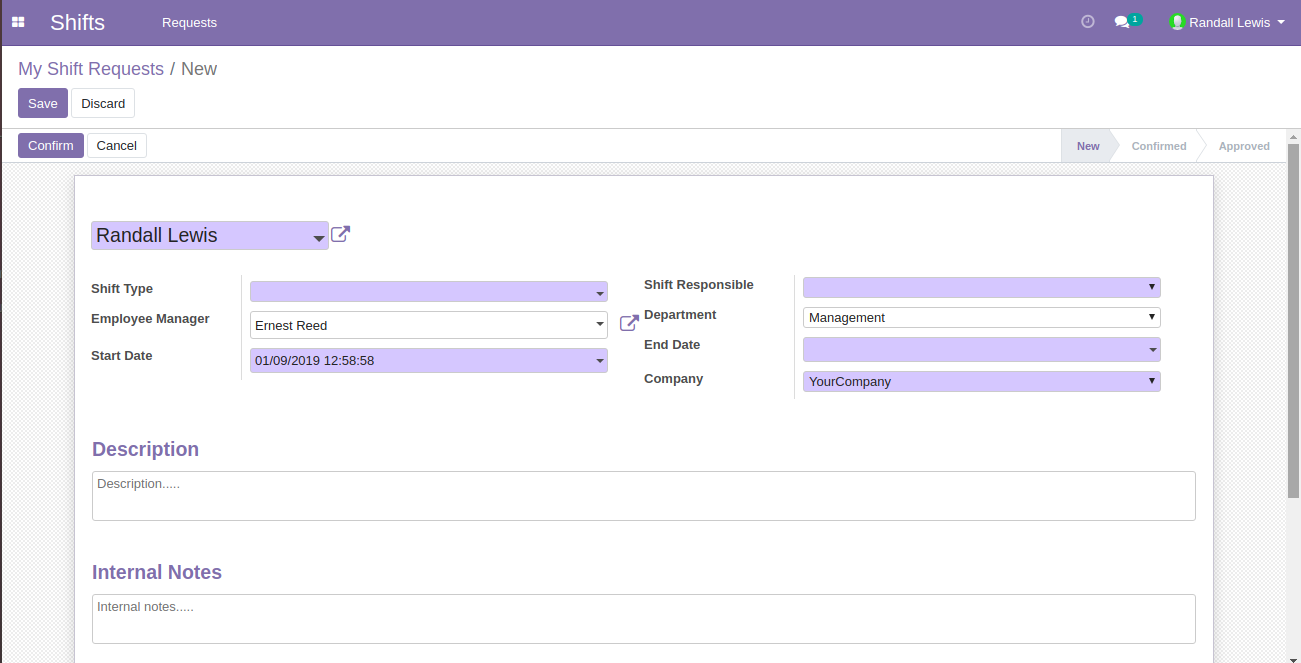 Shifts Requests 1 Randall Lewis
My Shift Requests / New
Save Discard
Confirm Cancel New Confirmed Approved
Randall Lewis
Shift Type
Employee Manager Ernest Reed
Start Date 01/09/2019 12:58:58
Shift Responsible
Department Management
End Date
Company YourCompany
Description
Description.....
Internal Notes
Internal notes.....